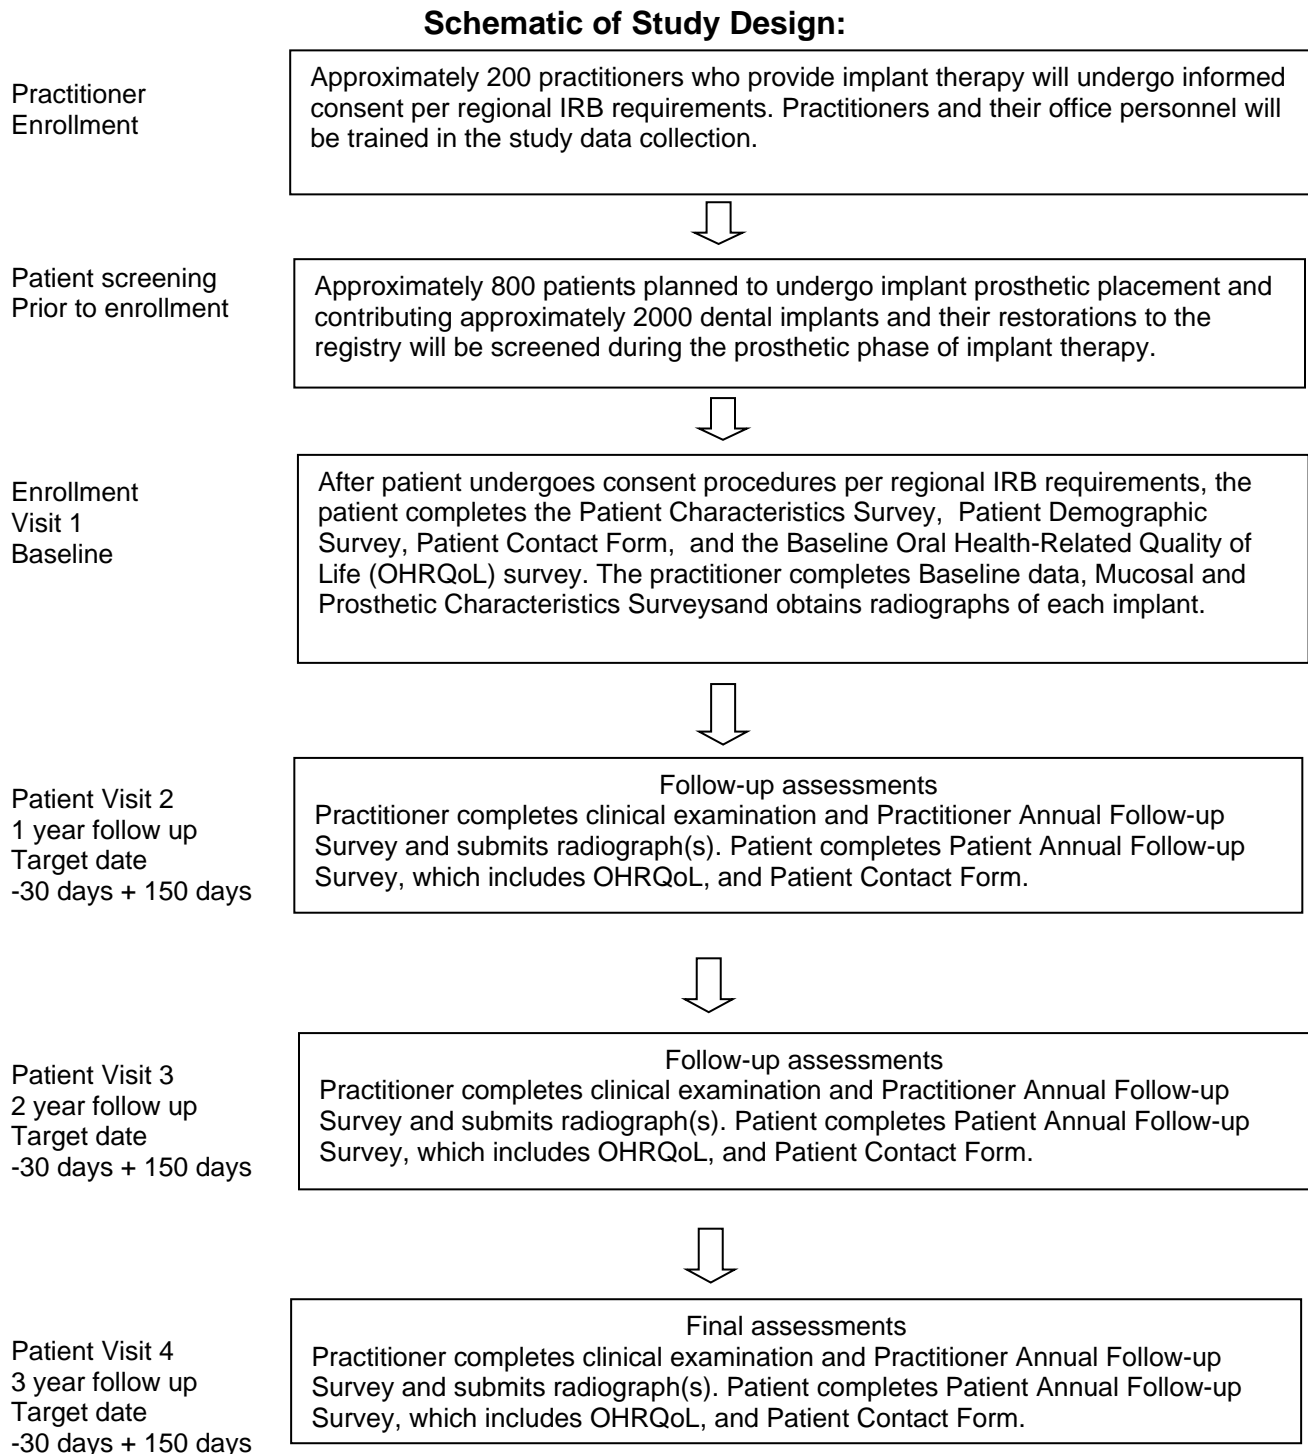 Schematic of Study Design:
Practitioner
Enrollment
Approximately 200 practitioners who provide implant therapy will undergo informed
consent per regional IRB requirements. Practitioners and their office personnel will
be trained in the study data collection.
Patient screening
Prior to enrollment
Approximately 800 patients planned to undergo implant prosthetic placement and
contributing approximately 2000 dental implants and their restorations to the
registry will be screened during the prosthetic phase of implant therapy.
Enrollment
Visit 1
Baseline
After patient undergoes consent procedures per regional IRB requirements, the
patient completes the Patient Characteristics Survey, Patient Demographic
Survey, Patient Contact Form, and the Baseline Oral Health-Related Quality of
Life (OHRQoL) survey. The practitioner completes Baseline data, Mucosal and
Prosthetic Characteristics Surveysand obtains radiographs of each implant.
Patient Visit 2
1 year follow up
Target date
-30 days + 150 days
Follow-up assessments
Practitioner completes clinical examination and Practitioner Annual Follow-up
Survey and submits radiograph(s). Patient completes Patient Annual Follow-up
Survey, which includes OHRQoL, and Patient Contact Form.
Patient Visit 3
2 year follow up
Target date
-30 days + 150 days
Follow-up assessments
Practitioner completes clinical examination and Practitioner Annual Follow-up
Survey and submits radiograph(s). Patient completes Patient Annual Follow-up
Survey, which includes OHRQoL, and Patient Contact Form.
Patient Visit 4
3 year follow up
Target date
-30 days + 150 days
Final assessments
Practitioner completes clinical examination and Practitioner Annual Follow-up
Survey and submits radiograph(s). Patient completes Patient Annual Follow-up
Survey, which includes OHRQoL, and Patient Contact Form.